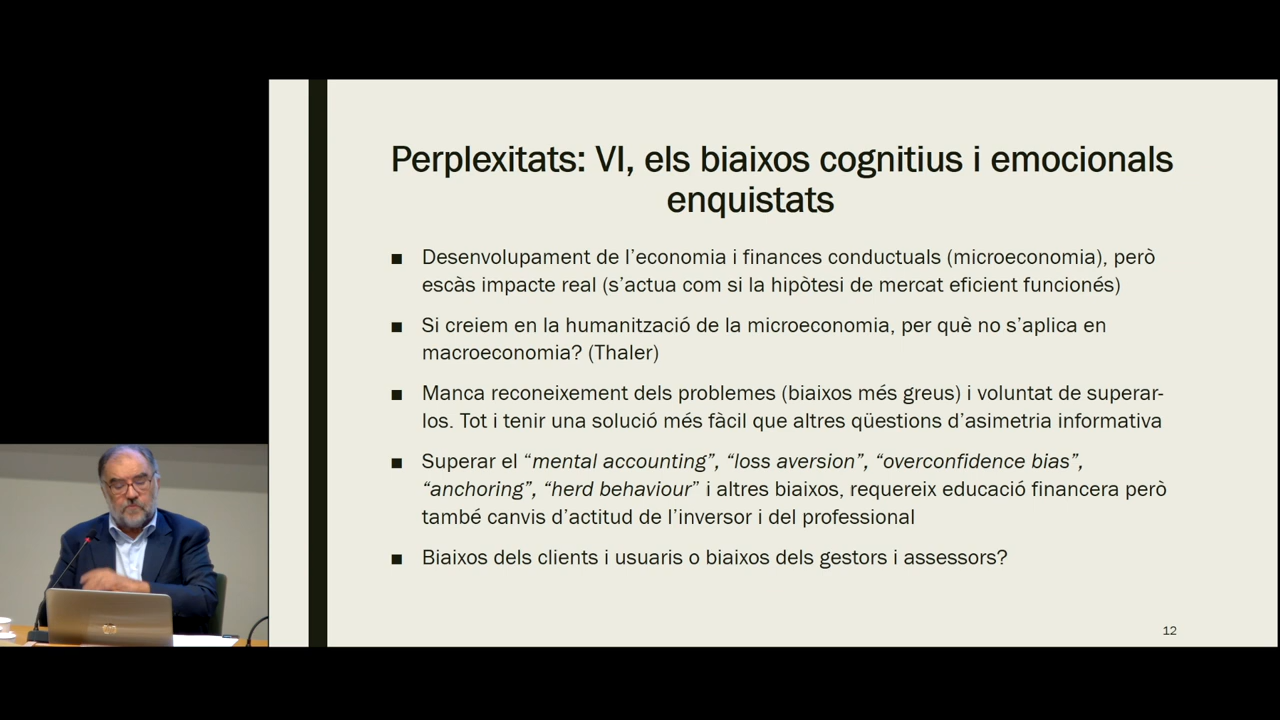 Perplexitats: VI, els biaixos cognitius i emocionals
enquistats
■ Desenvolupament de l’economia i finances conductuals (microeconomia), però
escàs impacte real (s’actua com si la hipòtesi de mercat eficient funcionés)
■ Si creiem en la humanització de la microeconomia, per què no s’aplica en
macroeconomia? (Thaler)
■ Manca reconeixement dels problemes (biaixos més greus) i voluntat de superar-
los. Tot i tenir una solució més fàcil que altres qüestions d’asimetria informativa
■ Superar el “mental accounting”, “loss aversion”, “overconfidence bias”,
“anchoring”, “herd behaviour” i altres biaixos, requereix educació financera però
també canvis d’actitud de l’inversor i del professional
■ Biaixos dels clients i usuaris o biaixos dels gestors i assessors?
12